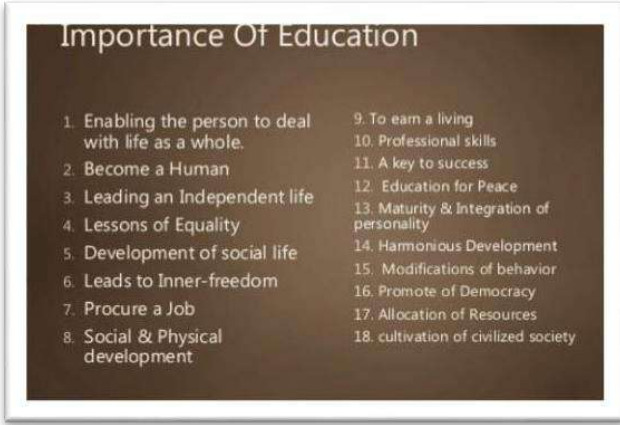 Importance Of Education
1. Enabling the person to deal
with life as a whole.
2. Become a Human
3. Leading an Independent life
4. Lessons of Equality
5. Development of social life
6. Leads to Inner-freedom
7. Procure a Job
8. Social & Physical
development
9. To earn a living
10. Professional skills
11. A key to success
12. Education for Peace
13. Maturity & Integration of
personality
14. Harmonious Development
15. Modifications of behavior
16. Promote of Democracy
17. Allocation of Resources
18. cultivation of civilized society